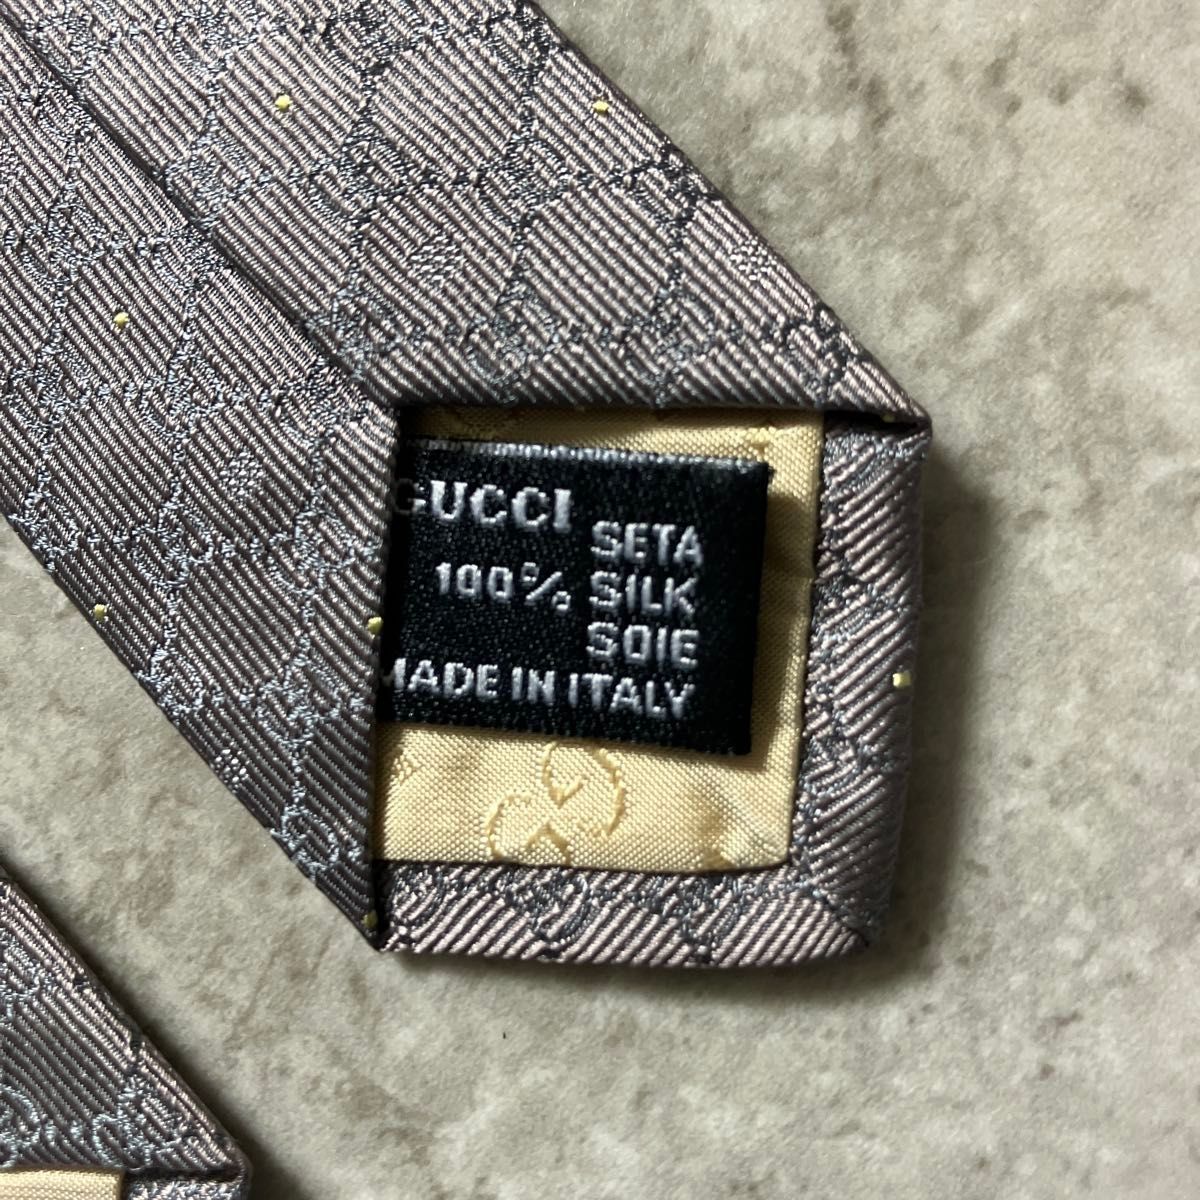 GUCCI
SETA
100% SILK
SOIE
MADE IN ITALY